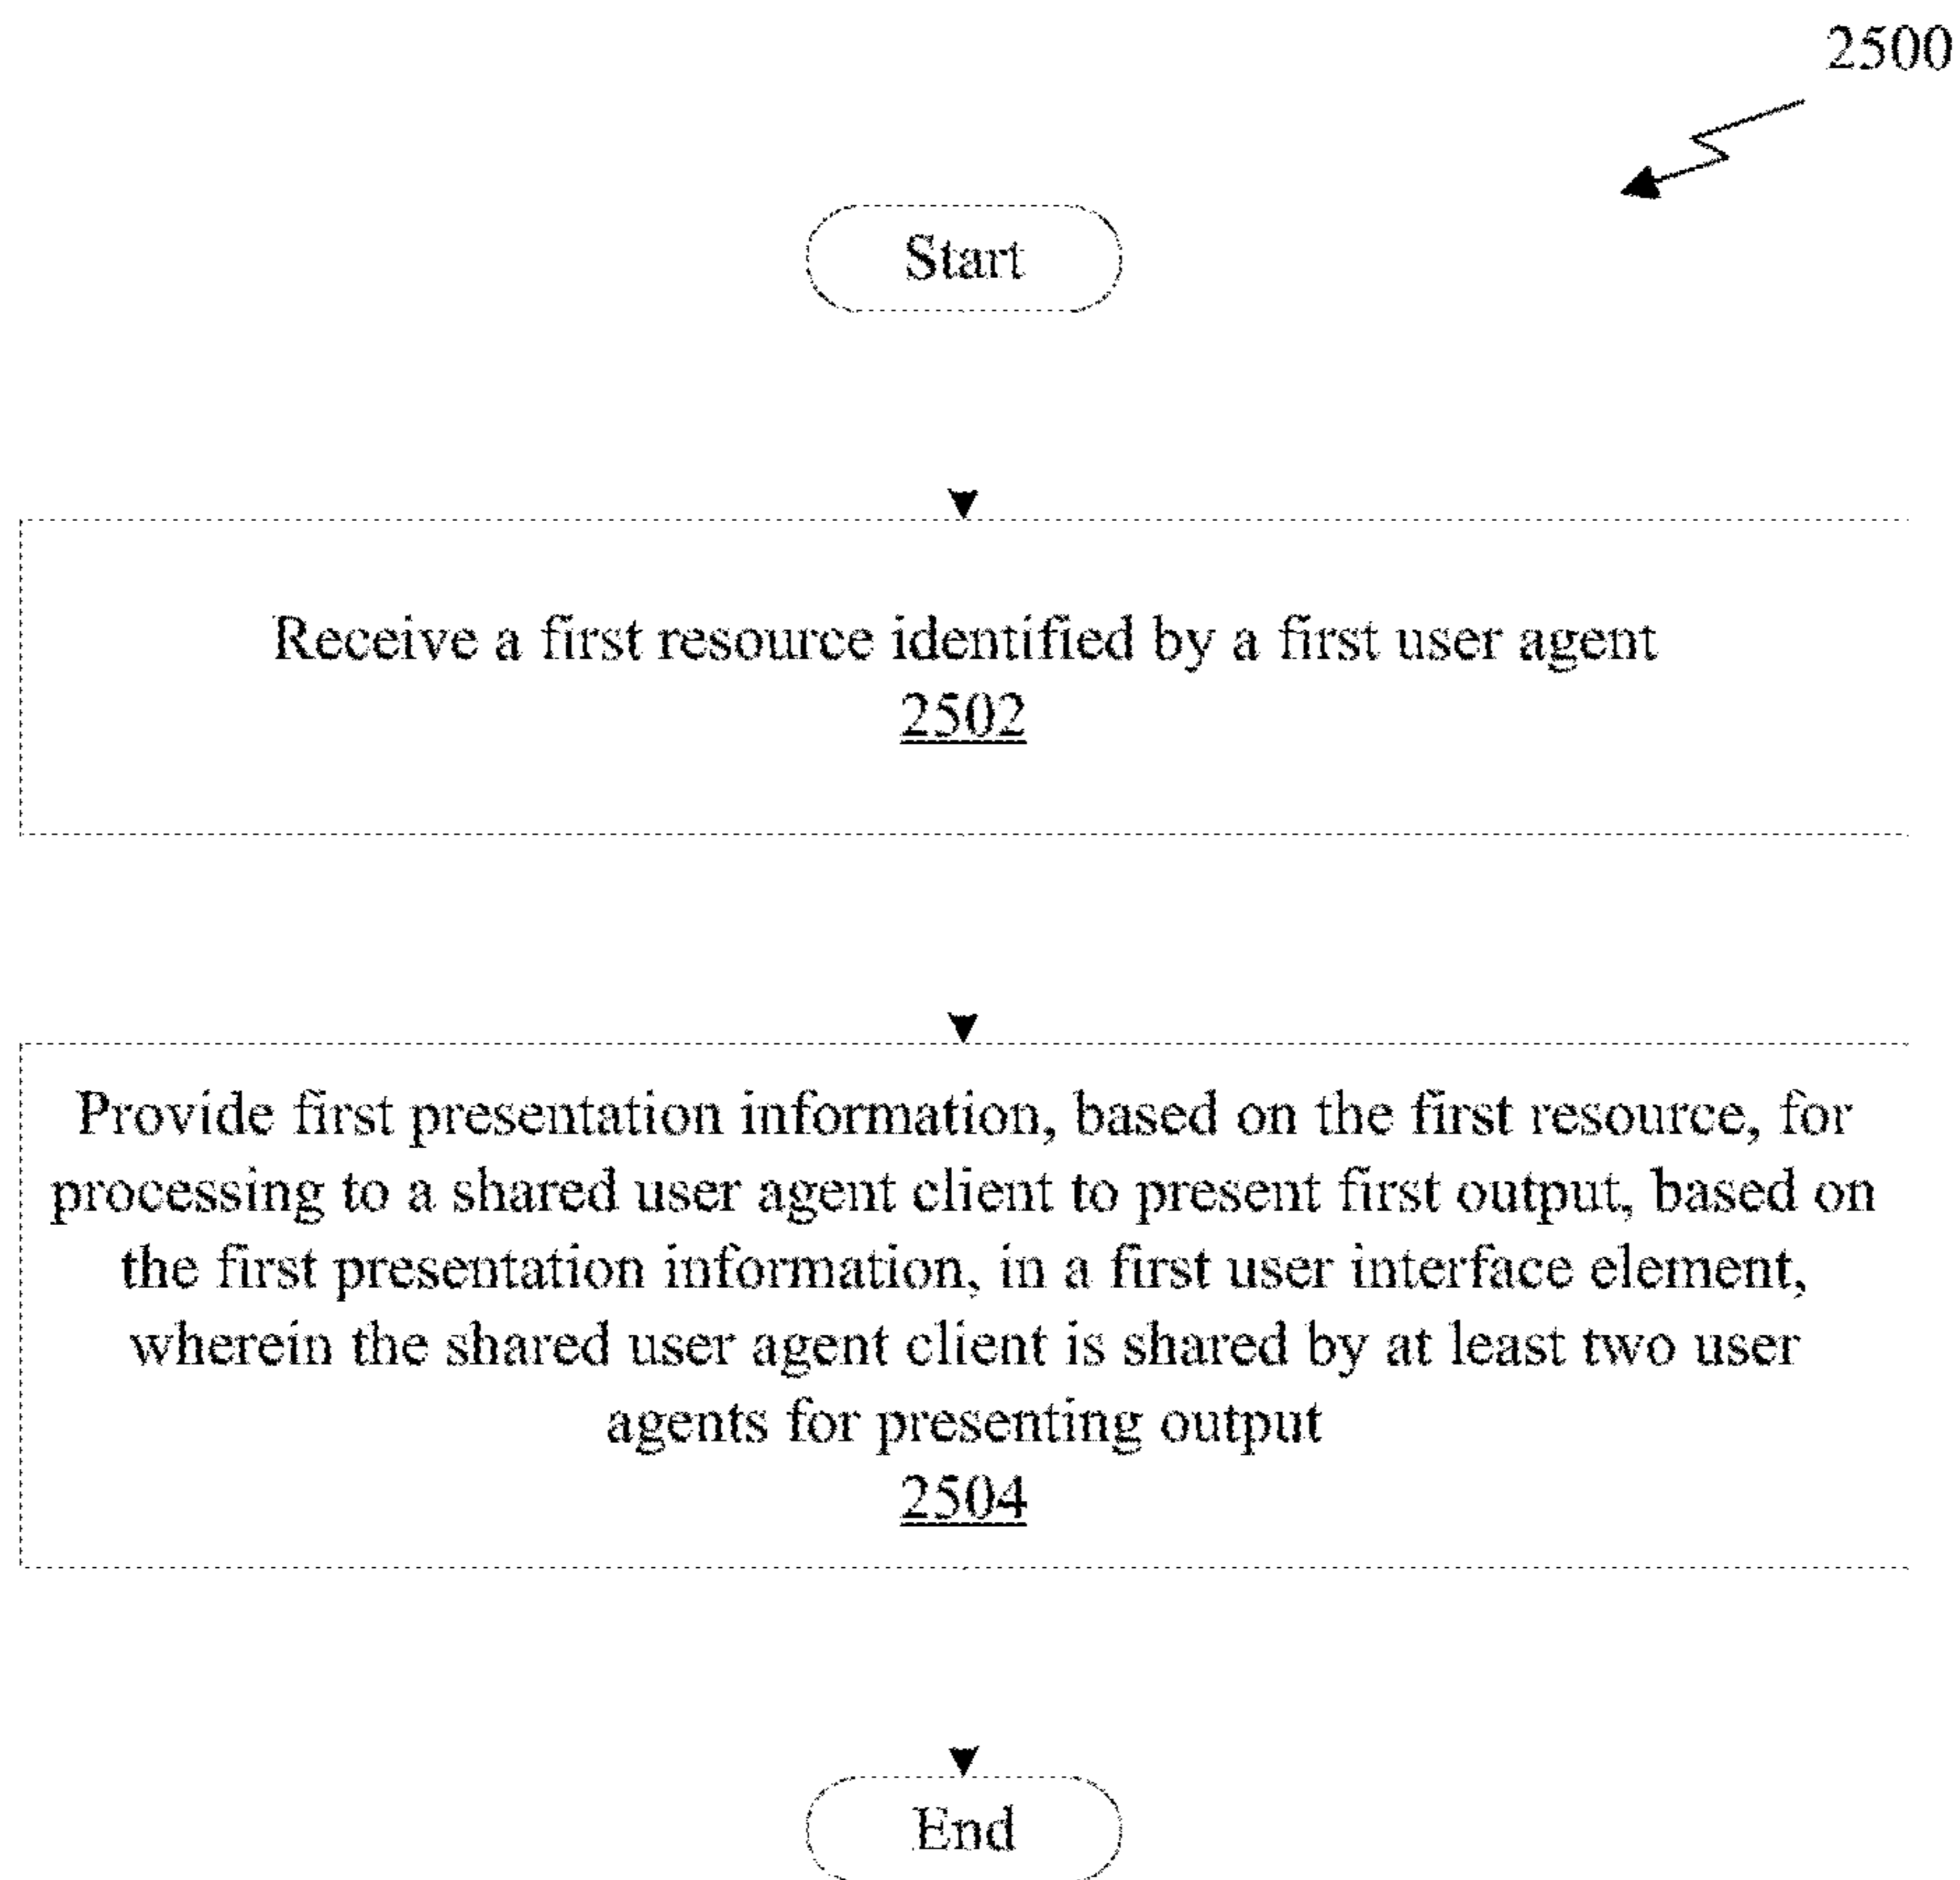 2500
Start
Receive a first resource identified by a first user agent
2502
Provide first presentation information, based on the first resource, for
processing to a shared user agent client to present first output, based on
the first presentation information, in a first user interface element,
wherein the shared user agent client is shared by at least two user
agents for presenting output
2504
End